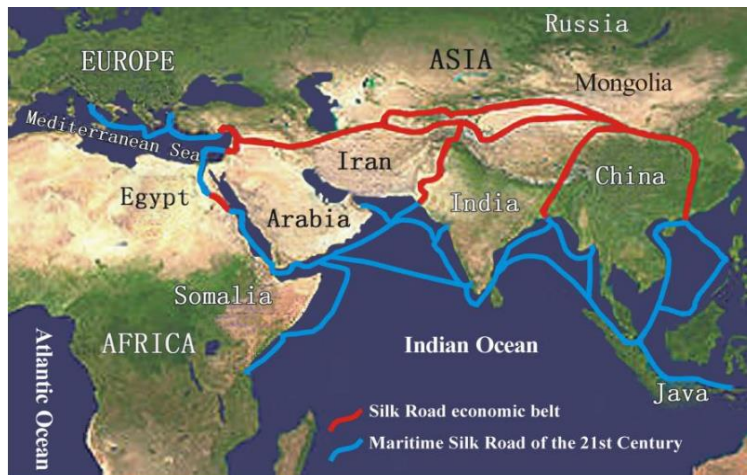 Russia
EUROPE
ASIA
Mongolia
Mediterranean Sea
Iran
China
Egypt
India
Arabia
Somalia
AFRICA
Indian Ocean
Atlantic Ocean
Java
Silk Road economic belt
Maritime Silk Road of the 21st Century